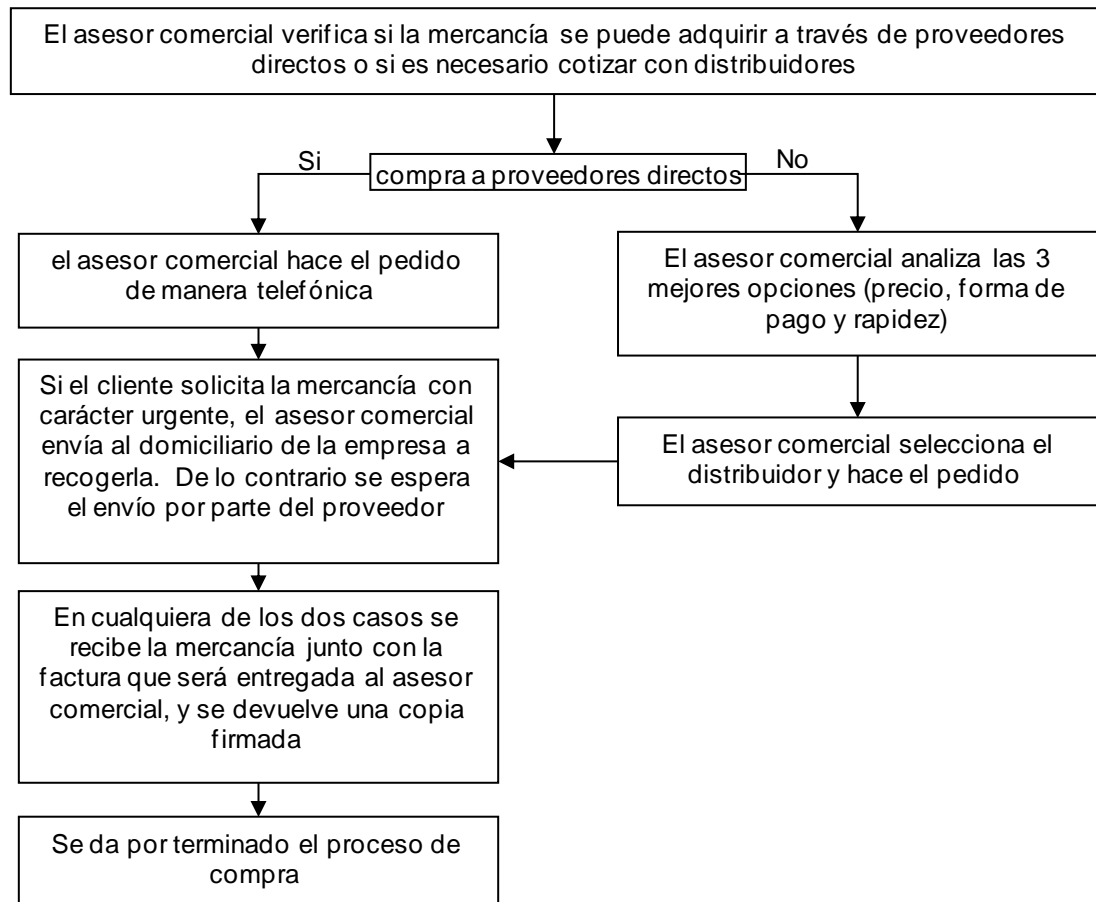 El asesor comercial verifica si la mercancía se puede adquirir a través de proveedores
directos o si es necesario cotizar con distribuidores
Si
compra a proveedores directos
No
el asesor comercial hace el pedido
de manera telefónica
El asesor comercial analiza las 3
mejores opciones (precio, forma de
pago y rapidez)
Si el cliente solicita la mercancía con
carácter urgente, el asesor comercial
envía al domiciliario de la empresa a
recogerla. De lo contrario se espera
el envío por parte del proveedor
El asesor comercial selecciona el
distribuidor y hace el pedido
En cualquiera de los dos casos se
recibe la mercancía junto con la
factura que será entregada al asesor
comercial, y se devuelve una copia
firmada
Se da por terminado el proceso de
compra